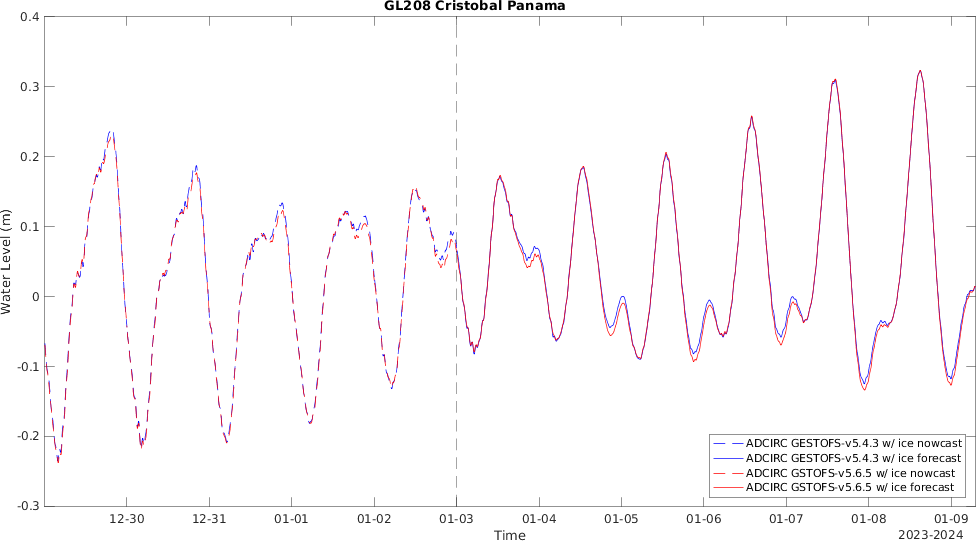 GL208 Cristobal Panama
Water Level (m)
0.4
0.3
0.2
0.1
0
-0.1
-0.2
-0.3
ADCIRC GESTOFS-v5.4.3 w/ ice nowcast
ADCIRC GESTOFS-v5.4.3 w/ ice forecast
ADCIRC GSTOFS-v5.6.5 w/ ice nowcast
ADCIRC GSTOFS-v5.6.5 w/ ice forecast
12-30 12-31 01-01 01-02 01-03 01-04 01-05 01-06 01-07 01-08 01-09
Time
2023-2024